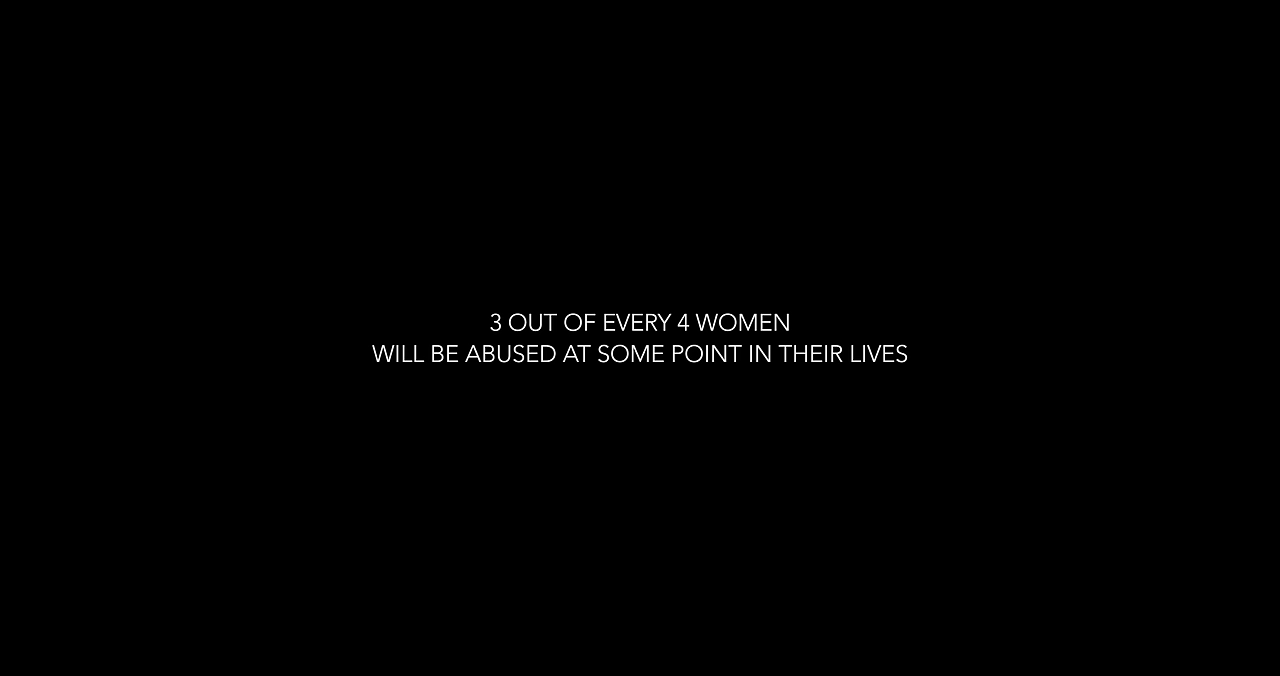 3 OUT OF EVERY 4 WOMEN
WILL BE ABUSED AT SOME POINT IN THEIR LIVES